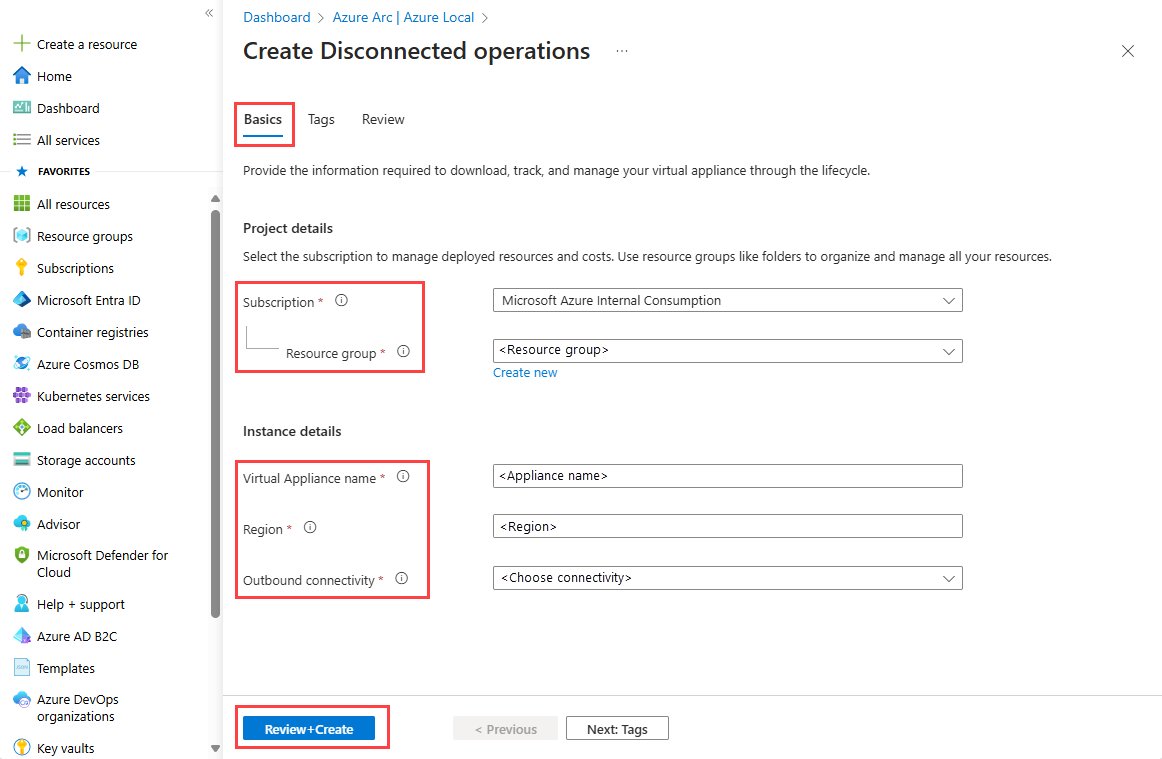 «
Create a resource
Home
Dashboard
All services
FAVORITES
All resources
Resource groups
Subscriptions
Microsoft Entra ID
Container registries
Azure Cosmos DB
Kubernetes services
Load balancers
Storage accounts
Monitor
Advisor
Microsoft Defender for
Cloud
Help + support
Azure AD B2C
Templates
Azure DevOps
organizations
Key vaults
Dashboard > Azure Arc | Azure Local >
Create Disconnected operations ...
Basics Tags Review
Provide the information required to download, track, and manage your virtual appliance through the lifecycle.
Project details
Select the subscription to manage deployed resources and costs. Use resource groups like folders to organize and manage all your resources.
Subscription * Microsoft Azure Internal Consumption
Resource group * <Resource group>
Create new
Instance details
Virtual Appliance name * <Appliance name>
Region * <Region>
Outbound connectivity * <Choose connectivity>
Review+Create < Previous Next: Tags